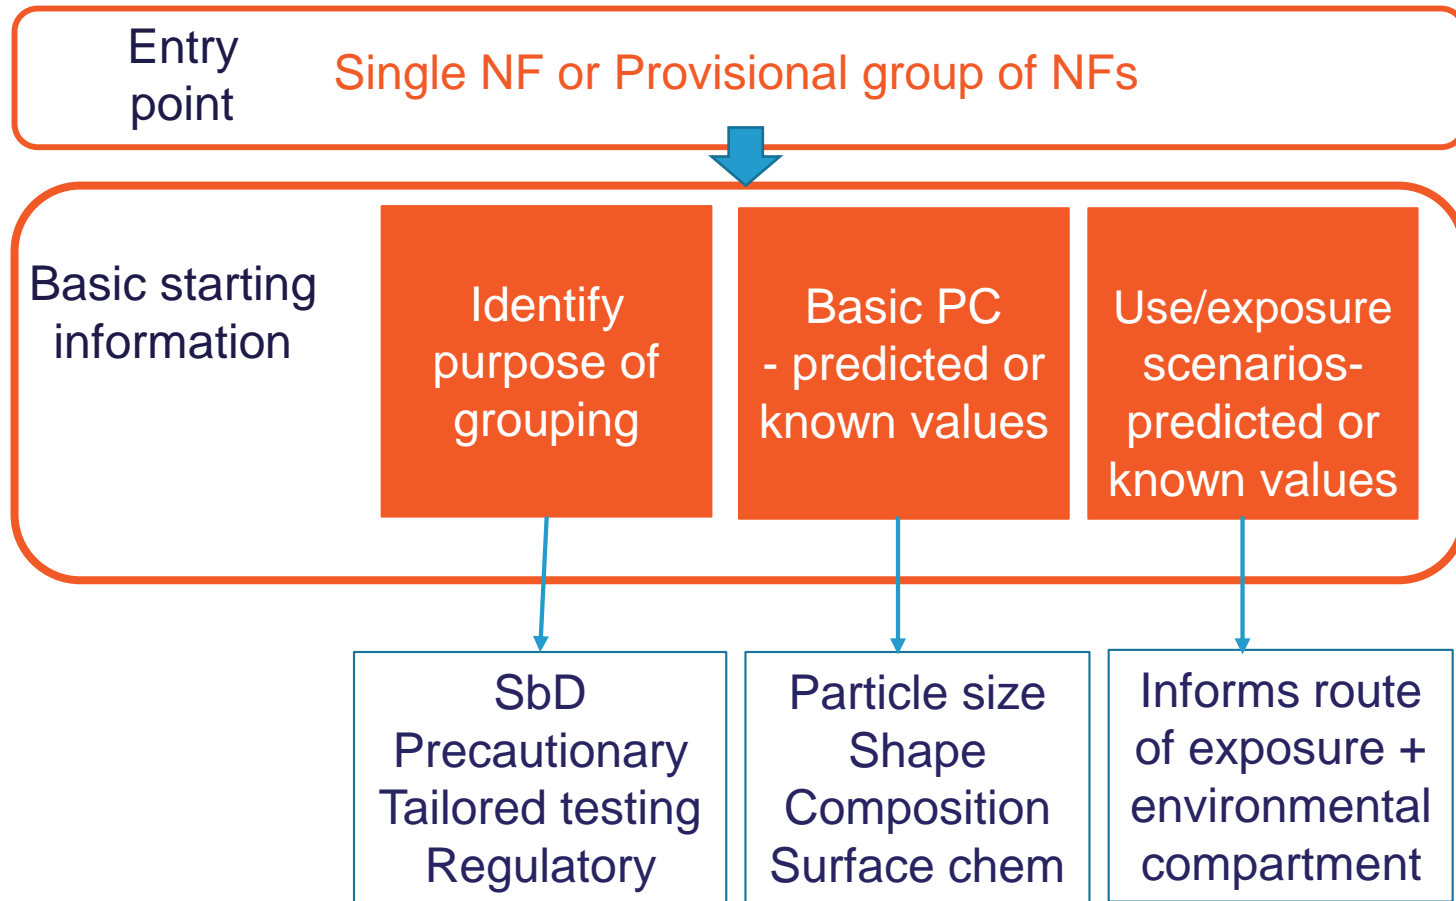 Entry
point
Single NF or Provisional group of NFs
Basic starting
information
Identify
purpose of
grouping
Basic PC
- predicted or
known values
Use/exposure
scenarios-
predicted or
known values
SbD
Precautionary
Tailored testing
Regulatory
Particle size
Shape
Composition
Surface chem
Informs route
of exposure +
environmental
compartment